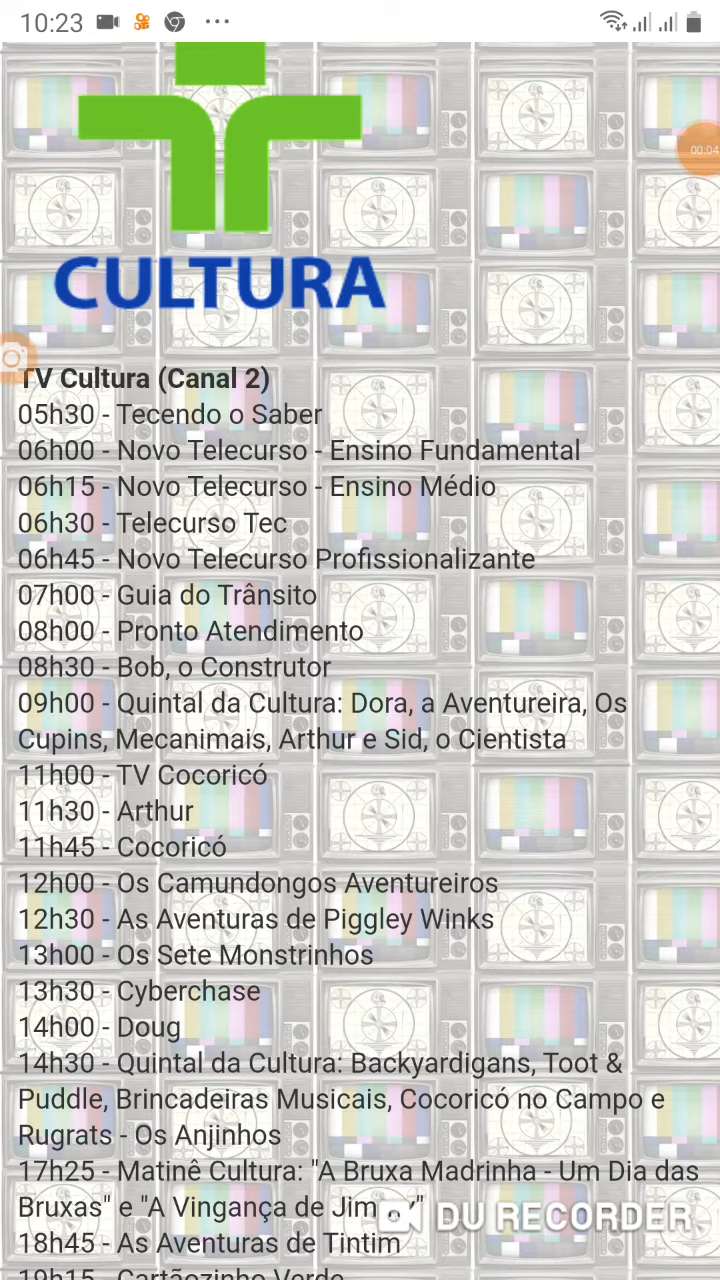 10:23
00:04
CULTURA
TV Cultura (Canal 2)
05h30 - Tecendo o Saber
06h00 - Novo Telecurso - Ensino Fundamental
06h15 - Novo Telecurso - Ensino Médio
06h30 - Telecurso Tec
06h45 - Novo Telecurso Profissionalizante
07h00 - Guia do Trânsito
08h00 - Pronto Atendimento
08h30 - Bob, o Construtor
09h00 - Quintal da Cultura: Dora, a Aventureira, Os
Cupins, Mecanimais, Arthur e Sid, o Cientista
11h00 - TV Cocoricó
11h30 - Arthur
11h45 - Cocoricó
12h00 - Os Camundongos Aventureiros
12h30 - As Aventuras de Piggley Winks
13h00 - Os Sete Monstrinhos
13h30 - Cyberchase
14h00 - Doug
14h30 - Quintal da Cultura: Backyardigans, Toot &
Puddle, Brincadeiras Musicais, Cocoricó no Campo e
Rugrats - Os Anjinhos
17h25 - Matinê Cultura: "A Bruxa Madrinha - Um Dia das
Bruxas" e "A Vingança de
DU RECORDER
18h45 - As Aventuras de Tintim
19h15 - Cartãozinho Verde